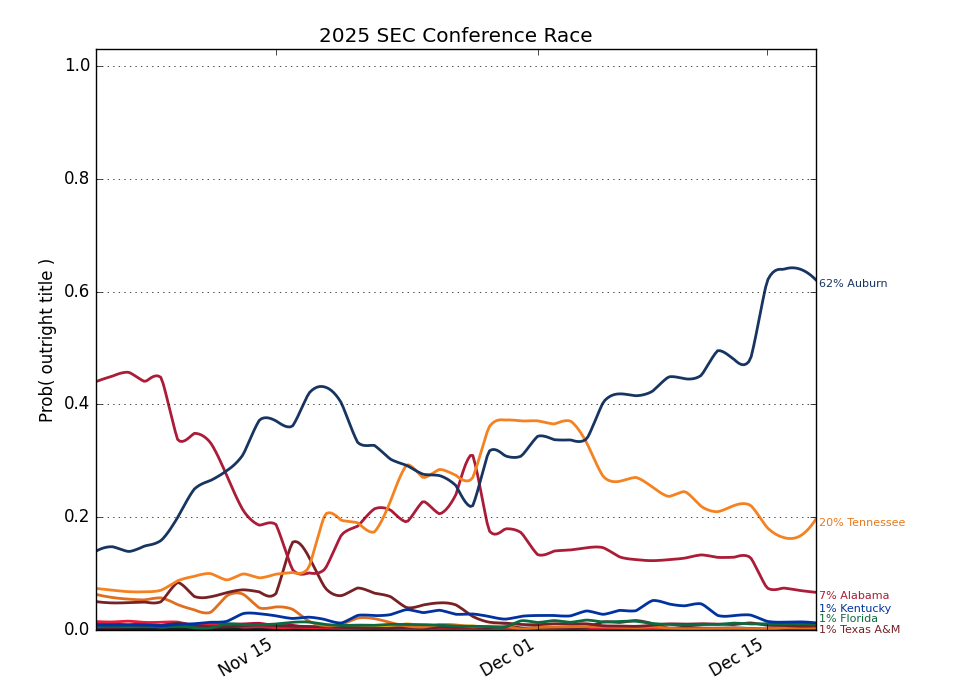 2025 SEC Conference Race
Prob( outright title )
1.0
0.8
0.6
0.4
0.2
0.0
Nov 15
Dec 01
Dec 15
62% Auburn
20% Tennessee
7% Alabama
1% Kentucky
1% Florida
1% Texas A&M